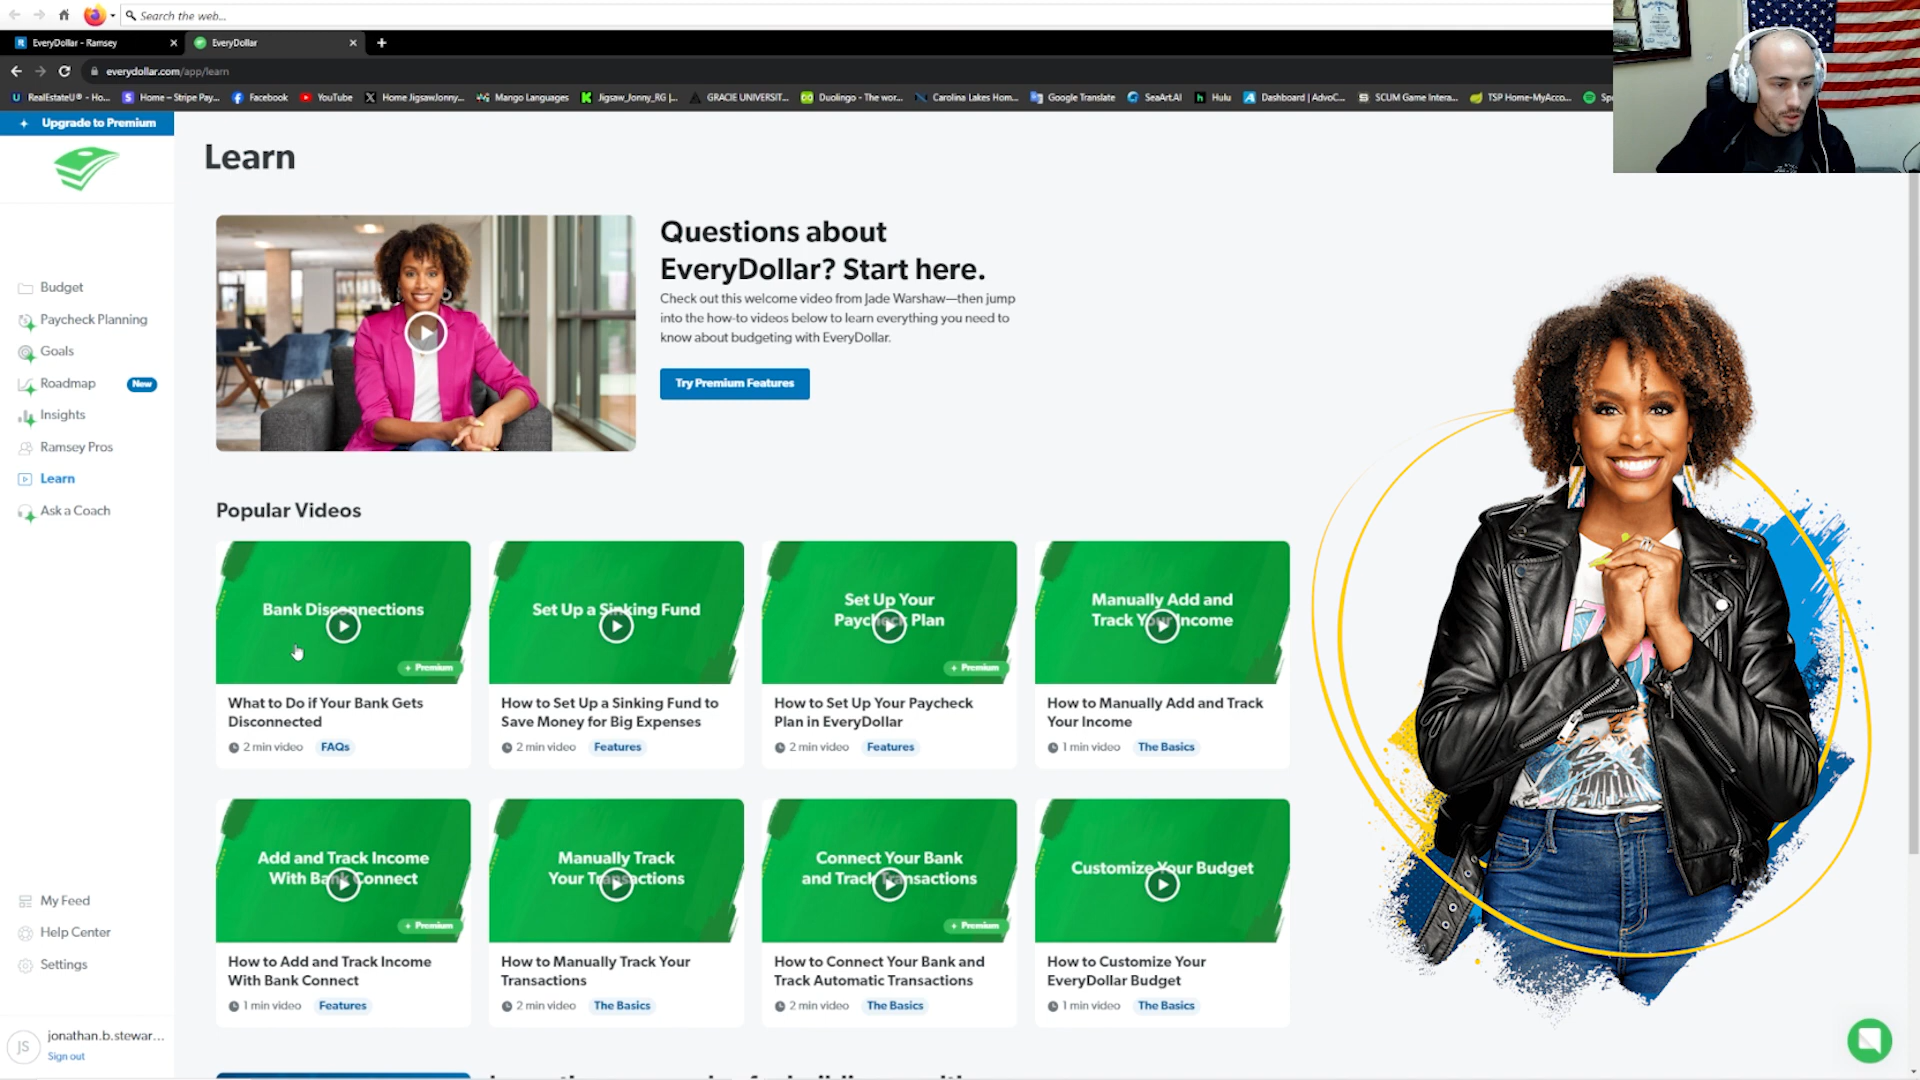 Search the web...
EveryDollar - Ramsey
EveryDollar
everydollar.com/app/learn
RealEstateU® - Ho...
Home – Stripe Pay...
Facebook
YouTube
Home JigsawJonny...
Mango Languages
Jigsaw_Jonny_RG |...
GRACIE UNIVERSIT...
Duolingo - The wor...
Carolina Lakes Hom...
Google Translate
SeaArt.AI
Hulu
Dashboard | AdvoC...
SCUM Game Intera...
TSP Home-MyAcco...
Upgrade to Premium
Learn
Questions about
EveryDollar? Start here.
Check out this welcome video from Jade Warshaw—then jump
into the how-to videos below to learn everything you need to
know about budgeting with EveryDollar.
Try Premium Features
Budget
Paycheck Planning
Goals
Roadmap
New
Insights
Ramsey Pros
Learn
Ask a Coach
My Feed
Help Center
Settings
JS
jonathan.b.stewar...
Sign out
Popular Videos
Bank Disconnections
+ Premium
What to Do if Your Bank Gets
Disconnected
2 min video
FAQs
Set Up a Sinking Fund
How to Set Up a Sinking Fund to
Save Money for Big Expenses
2 min video
Features
Set Up Your
Paycheck Plan
+ Premium
How to Set Up Your Paycheck
Plan in EveryDollar
2 min video
Features
Manually Add and
Track Your Income
How to Manually Add and Track
Your Income
1 min video
The Basics
Add and Track Income
With Bank Connect
+ Premium
How to Add and Track Income
With Bank Connect
1 min video
Features
Manually Track
Your Transactions
How to Manually Track Your
Transactions
2 min video
The Basics
Connect Your Bank
and Track Transactions
+ Premium
How to Connect Your Bank and
Track Automatic Transactions
2 min video
The Basics
Customize Your Budget
How to Customize Your
EveryDollar Budget
1 min video
The Basics